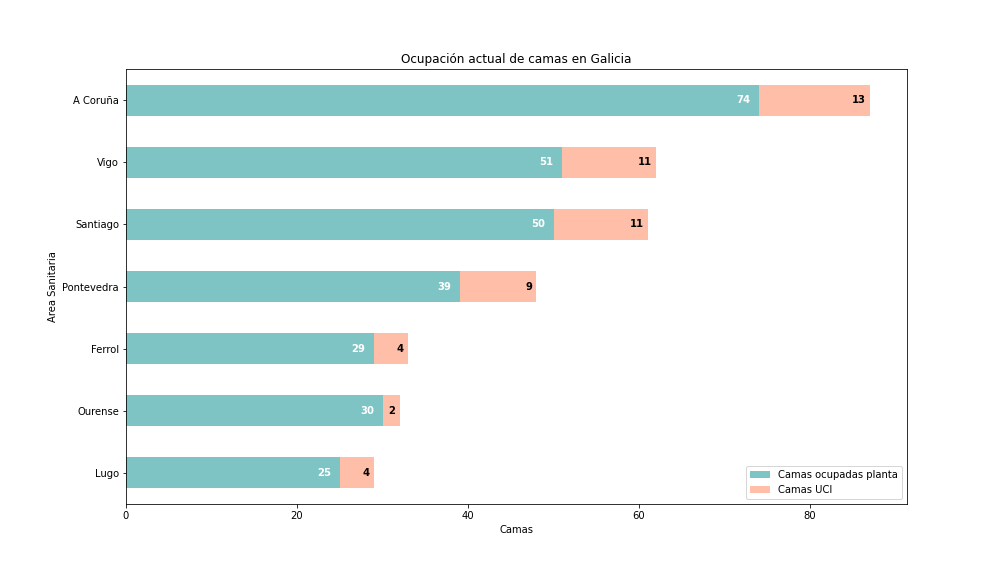 Ocupación actual de camas en Galicia
A Coruña 74 13
Vigo 51 11
Santiago 50 11
Area Sanitaria
Pontevedra 39 9
Ferrol 29 4
Ourense 30 2
Lugo 25 4
Camas ocupadas planta
Camas UCI
0 20 40 60 80
Camas